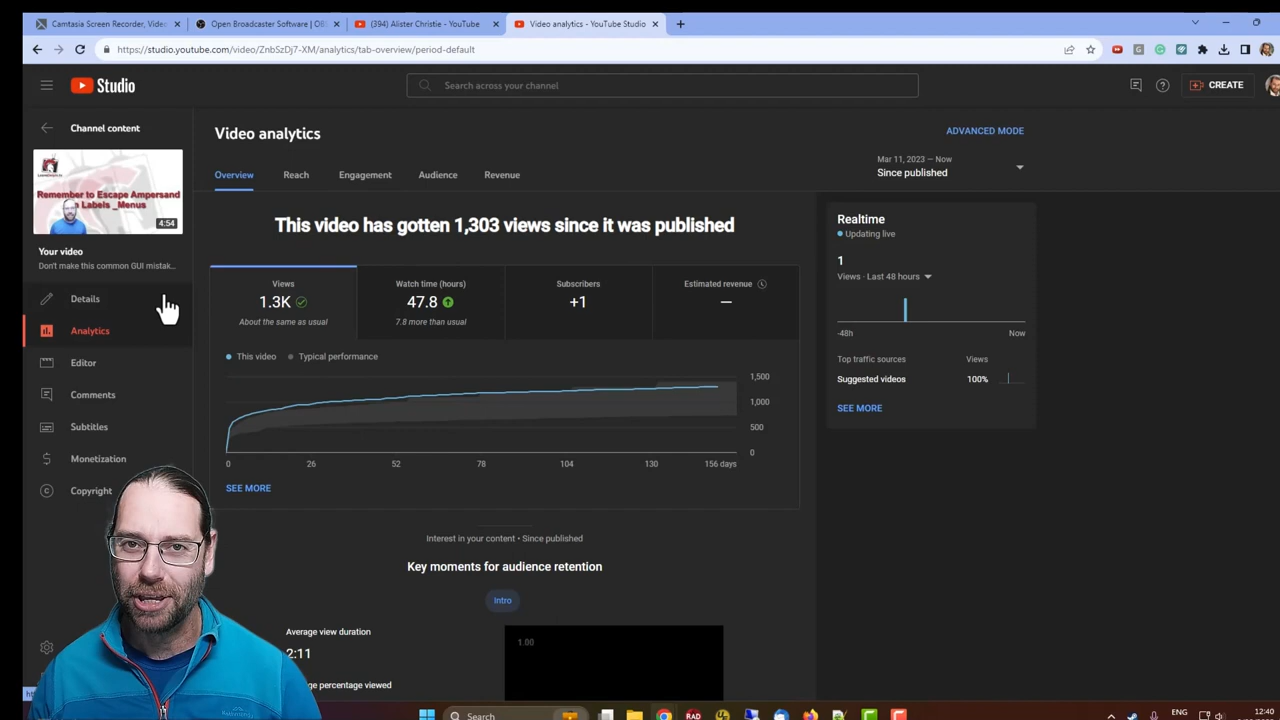 Camtasia Screen Recorder, Video
Open Broadcaster Software | OBS
(394) Alister Christie - YouTube
Video analytics - YouTube Studio
https://studio.youtube.com/video/ZnbSzDj7-XM/analytics/tab-overview/period-default
Studio
Search across your channel
CREATE
Channel content
Remember to Escape Ampersand
n Labels _Menus
4:54
Your video
Don't make this common GUI mistak...
Details
Analytics
Editor
Comments
Subtitles
Monetization
Copyright
Video analytics
ADVANCED MODE
Overview
Reach
Engagement
Audience
Revenue
Mar 11, 2023 — Now
Since published
This video has gotten 1,303 views since it was published
Views
1.3K
About the same as usual
Watch time (hours)
47.8
7.8 more than usual
Subscribers
+1
Estimated revenue
—
This video
Typical performance
1,500
1,000
500
0
0
26
52
78
104
130
156 days
SEE MORE
Realtime
Updating live
1
Views · Last 48 hours
-48h
Now
Top traffic sources
Views
Suggested videos
100%
SEE MORE
Interest in your content • Since published
Key moments for audience retention
Intro
Average view duration
2:11
ge percentage viewed
1.00
Search
RAD
ENG
12:40